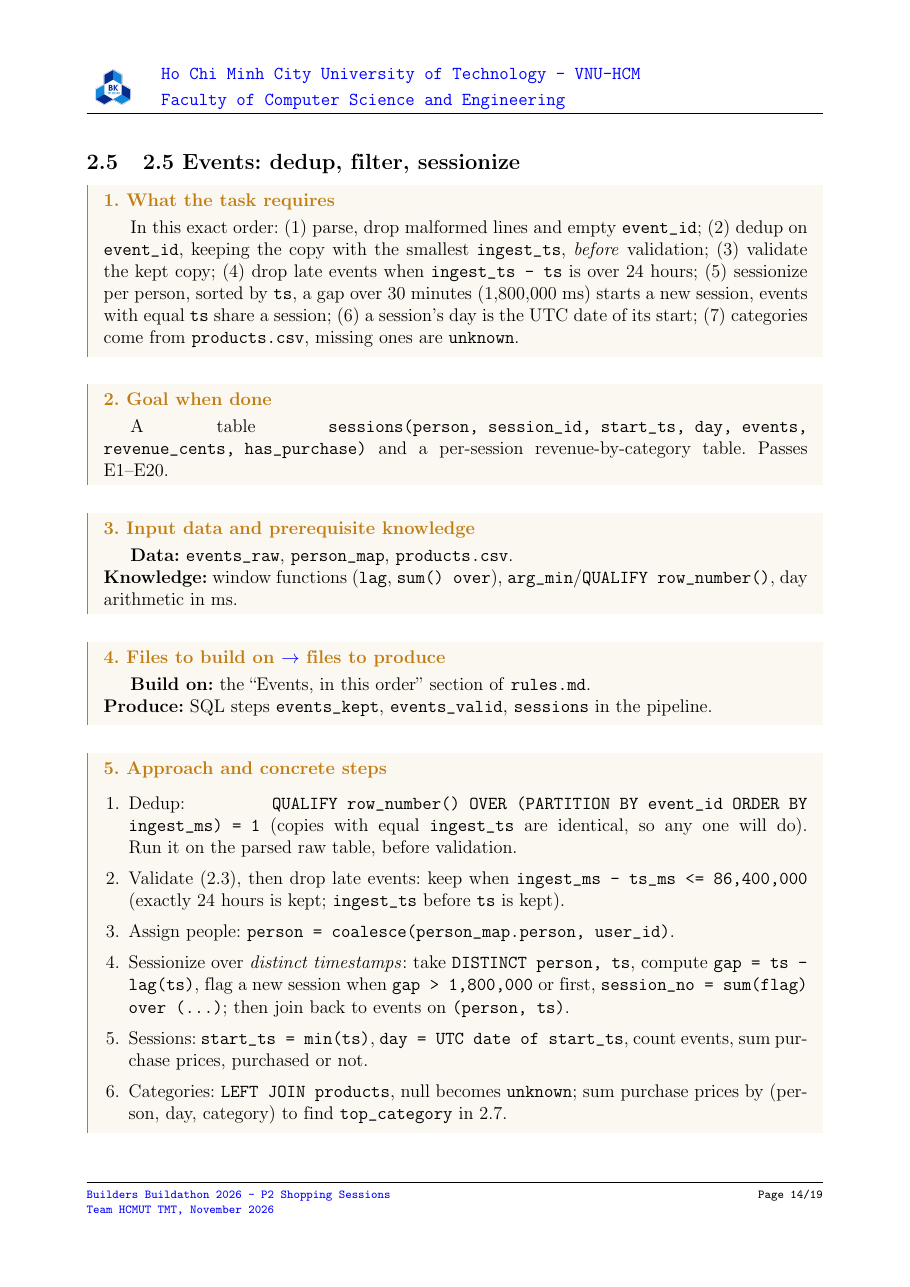 BK
Ho Chi Minh City University of Technology - VNU-HCM
Faculty of Computer Science and Engineering
2.5 2.5 Events: dedup, filter, sessionize
1. What the task requires
In this exact order: (1) parse, drop malformed lines and empty event_id; (2) dedup on
event_id, keeping the copy with the smallest ingest_ts, before validation; (3) validate
the kept copy; (4) drop late events when ingest_ts - ts is over 24 hours; (5) sessionize
per person, sorted by ts, a gap over 30 minutes (1,800,000 ms) starts a new session, events
with equal ts share a session; (6) a session's day is the UTC date of its start; (7) categories
come from products.csv, missing ones are unknown.
2. Goal when done
A table sessions(person, session_id, start_ts, day, events,
revenue_cents, has_purchase) and a per-session revenue-by-category table. Passes
E1–E20.
3. Input data and prerequisite knowledge
Data: events_raw, person_map, products.csv.
Knowledge: window functions (lag, sum() over), arg_min/QUALIFY row_number(), day
arithmetic in ms.
4. Files to build on → files to produce
Build on: the “Events, in this order” section of rules.md.
Produce: SQL steps events_kept, events_valid, sessions in the pipeline.
5. Approach and concrete steps
1. Dedup: QUALIFY row_number() OVER (PARTITION BY event_id ORDER BY
ingest_ms) = 1 (copies with equal ingest_ts are identical, so any one will do).
Run it on the parsed raw table, before validation.
2. Validate (2.3), then drop late events: keep when ingest_ms - ts_ms <= 86,400,000
(exactly 24 hours is kept; ingest_ts before ts is kept).
3. Assign people: person = coalesce(person_map.person, user_id).
4. Sessionize over distinct timestamps: take DISTINCT person, ts, compute gap = ts -
lag(ts), flag a new session when gap > 1,800,000 or first, session_no = sum(flag)
over (...); then join back to events on (person, ts).
5. Sessions: start_ts = min(ts), day = UTC date of start_ts, count events, sum pur-
chase prices, purchased or not.
6. Categories: LEFT JOIN products, null becomes unknown; sum purchase prices by (per-
son, day, category) to find top_category in 2.7.
Builders Buildathon 2026 - P2 Shopping Sessions
Page 14/19
Team HCMUT TMT, November 2026